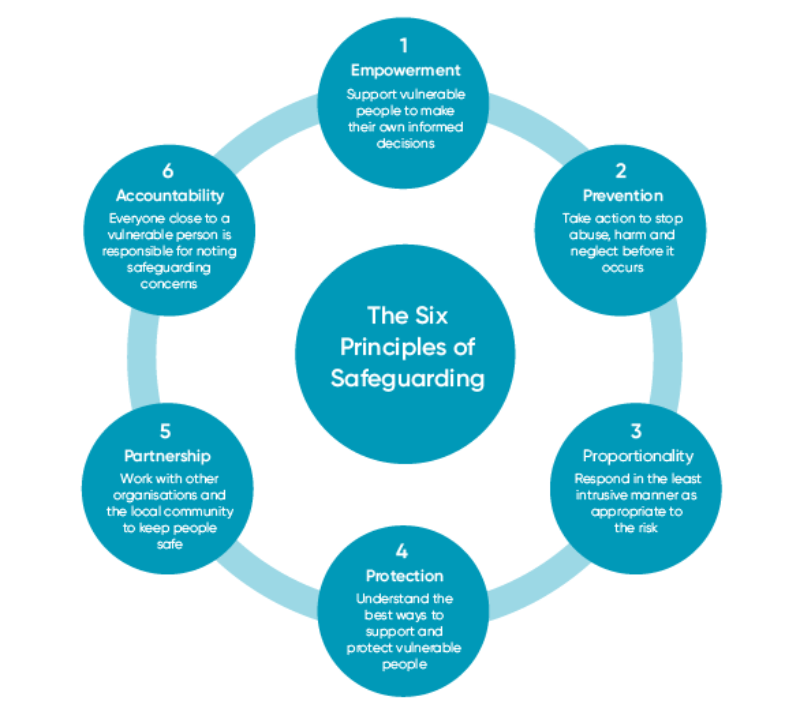 1
Empowerment
Support vulnerable
people to make
their own informed
decisions
2
Prevention
Take action to stop
abuse, harm and
neglect before it
occurs
3
Proportionality
Respond in the least
intrusive manner as
appropriate to
the risk
4
Protection
Understand the
best ways to
support and
protect vulnerable
people
5
Partnership
Work with other
organisations and
the local community
to keep people
safe
6
Accountability
Everyone close to a
vulnerable person is
responsible for noting
safeguarding
concerns
The Six
Principles of
Safeguarding